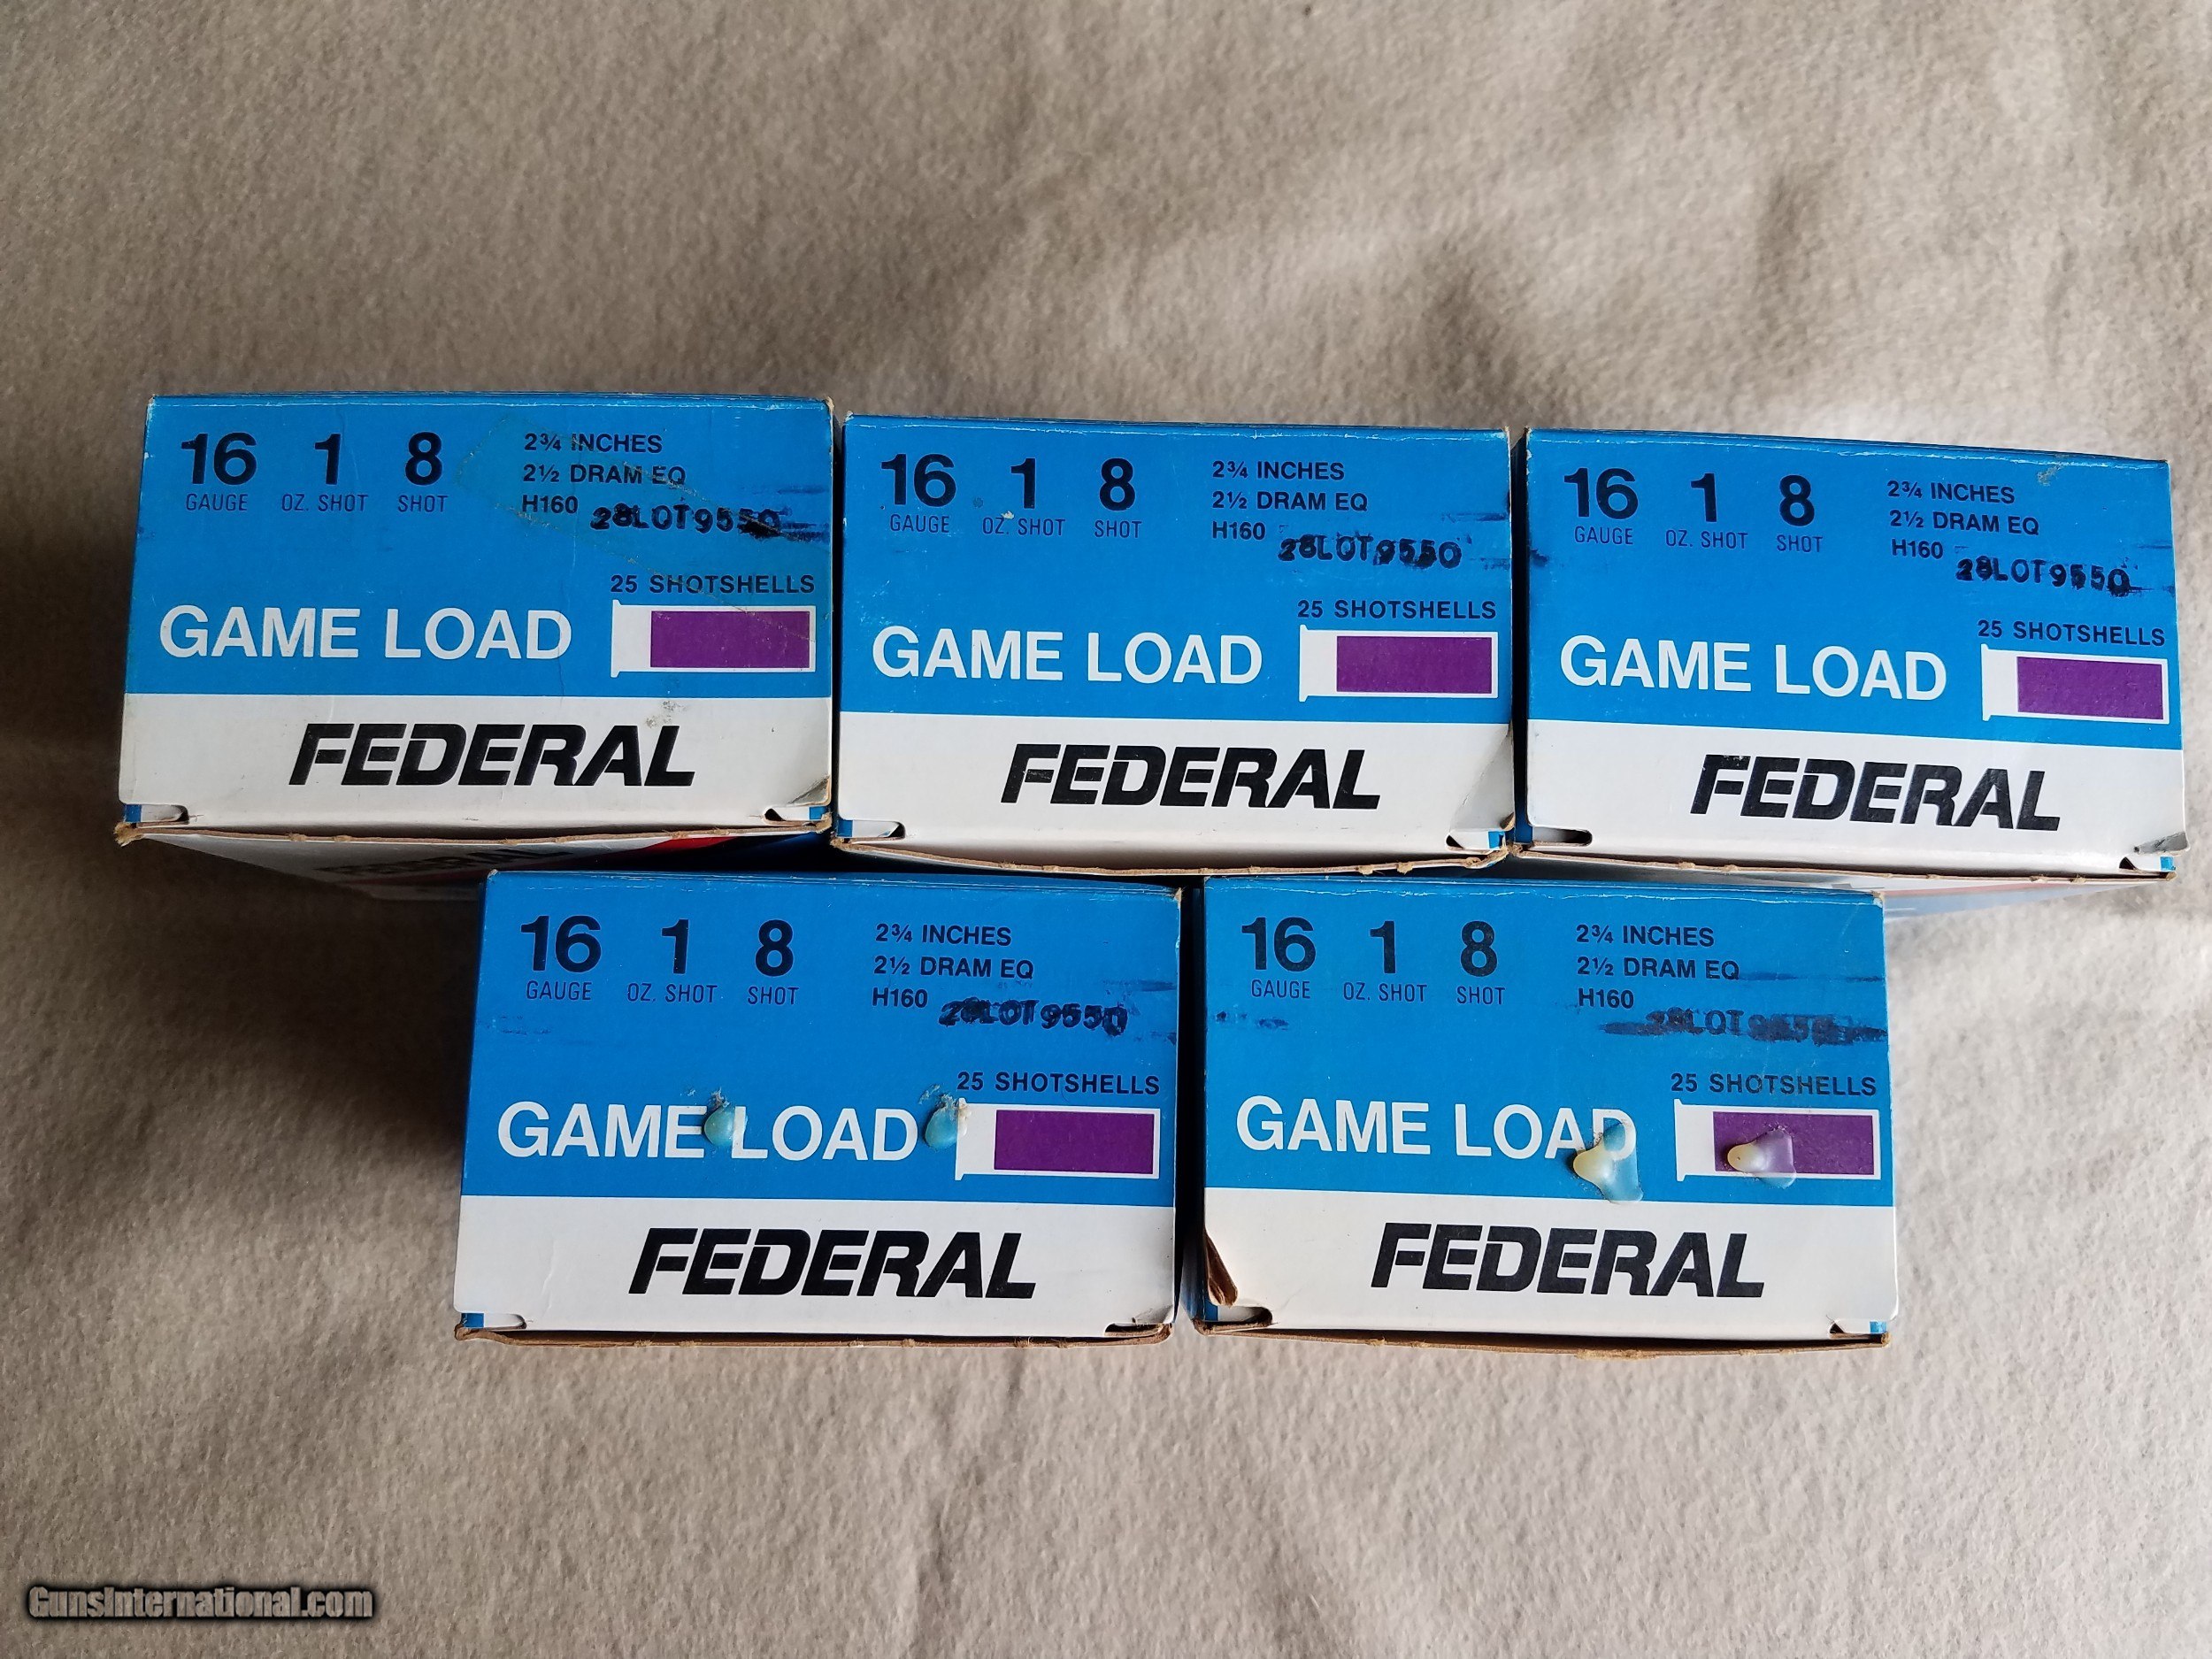 16 1 8 2¾ INCHES
GAUGE OZ. SHOT SHOT 2½ DRAM EQ
H160 28LOT9550
25 SHOTSHELLS
GAME LOAD
FEDERAL
16 1 8 2¾ INCHES
GAUGE OZ. SHOT SHOT 2½ DRAM EQ
H160 28LOT9550
25 SHOTSHELLS
GAME LOAD
FEDERAL
16 1 8 2¾ INCHES
GAUGE OZ. SHOT SHOT 2½ DRAM EQ
H160 28LOT9550
25 SHOTSHELLS
GAME LOAD
FEDERAL
FEDERAL
16 1 8 2¾ INCHES
GAUGE OZ. SHOT SHOT 2½ DRAM EQ
H160 28LOT9550
25 SHOTSHELLS
GAME LOAD
FEDERAL
16 1 8 2¾ INCHES
GAUGE OZ. SHOT SHOT 2½ DRAM EQ
H160
25 SHOTSHELLS
GAME LOAD
FEDERAL
GunsInternational.com